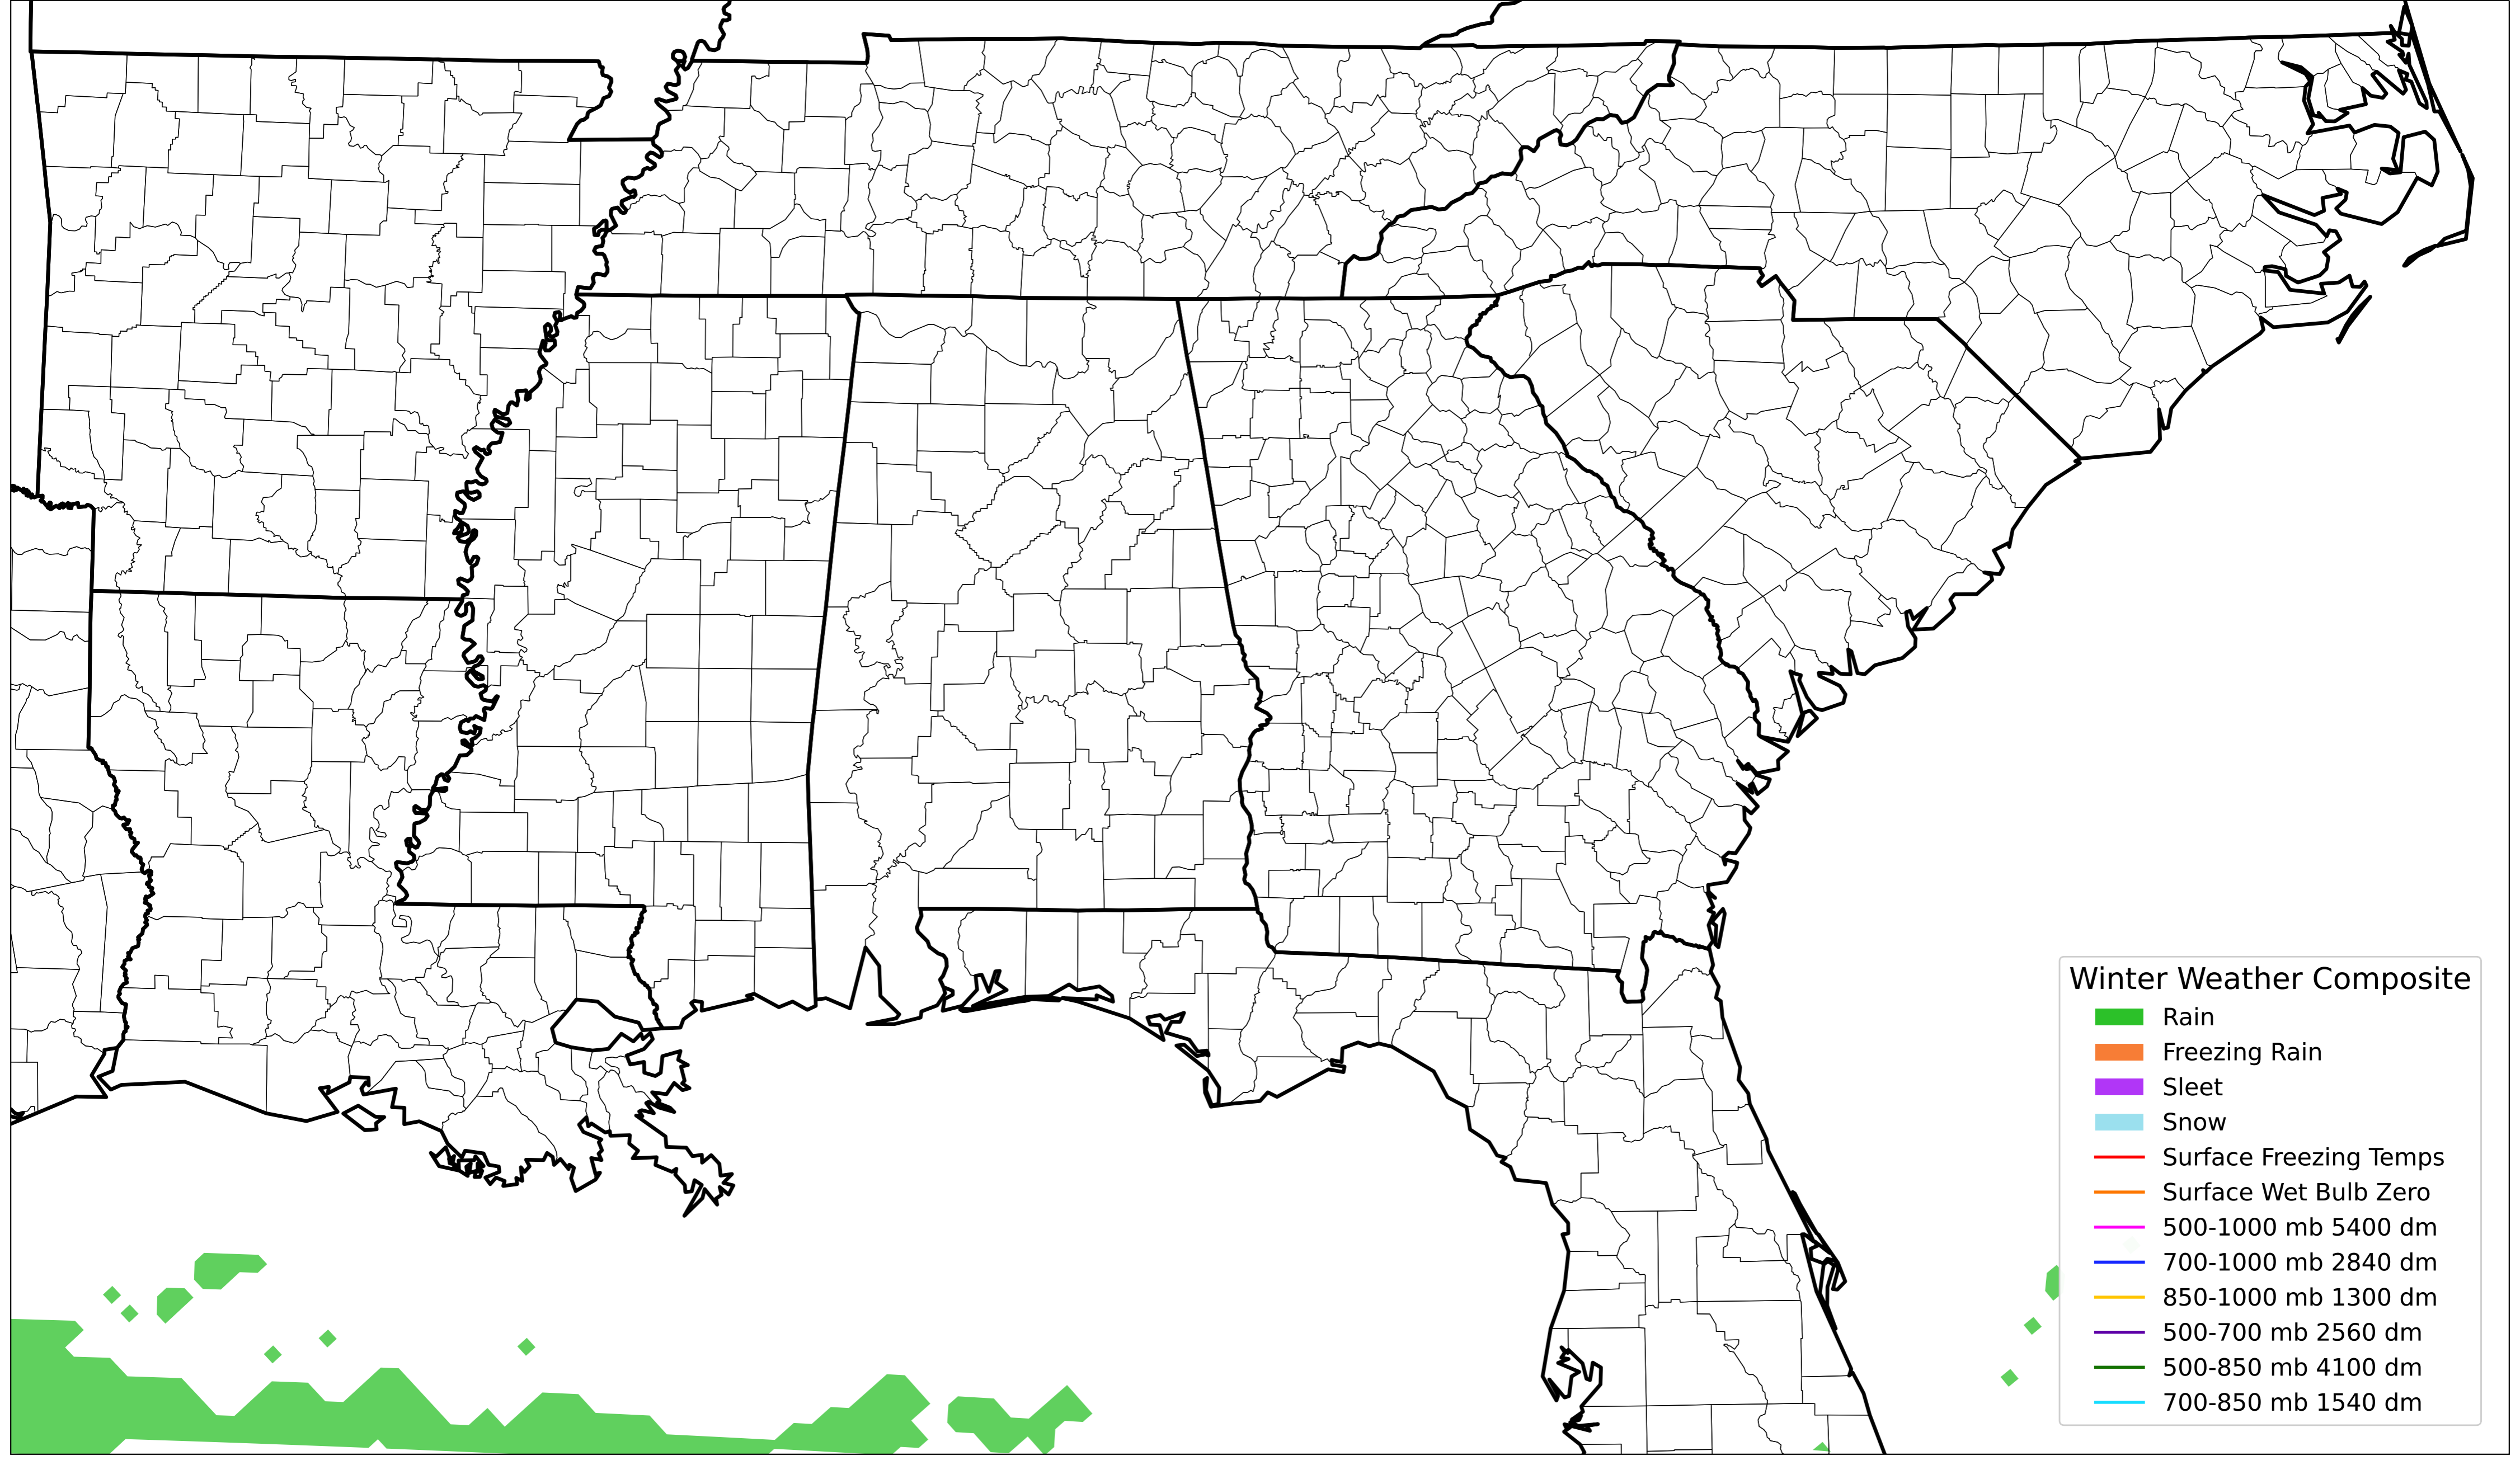 Winter Weather Composite
Rain
Freezing Rain
Sleet
Snow
Surface Freezing Temps
Surface Wet Bulb Zero
500-1000 mb 5400 dm
700-1000 mb 2840 dm
850-1000 mb 1300 dm
500-700 mb 2560 dm
500-850 mb 4100 dm
700-850 mb 1540 dm